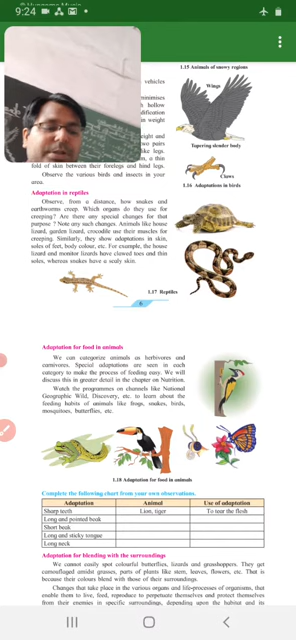 9:24
1.15 Animals of snowy regions
vehicles
Wings
minimises
hollow
dification
in weight
Tapering slender body
eight and
two pairs
like legs.
a thin
fold of skin between their forelegs and hind legs.
Claws
Observe the various birds and insects in your
area.
1.16 Adaptations in birds
Adaptation in reptiles
Observe, from a distance, how snakes and
earthworms creep. Which organs do they use for
creeping? Are there any special changes for that
purpose ? Note any such changes. Animals like house
lizard, garden lizard, crocodile use their muscles for
creeping. Similarly, they show adaptations in skin,
soles of feet, body colour, etc. For example, the house
lizard and monitor lizards have clawed toes and thin
soles, whereas snakes have a scaly skin.
1.17 Reptiles
6
Adaptation for food in animals
We can categorize animals as herbivores and
carnivores. Special adaptations are seen in each
category to make the process of feeding easy. We will
discuss this in greater detail in the chapter on Nutrition.
Watch the programmes on channels like National
Geographic Wild, Discovery, etc. to learn about the
feeding habits of animals like frogs, snakes, birds,
mosquitoes, butterflies, etc.
1.18 Adaptation for food in animals
Complete the following chart from your own observations.
Adaptation Animal Use of adaptation
Sharp teeth Lion, tiger To tear the flesh
Long and pointed beak
Short beak
Long and sticky tongue
Long neck
Adaptation for blending with the surroundings
We cannot easily spot colourful butterflies, lizards and grasshoppers. They get
camouflaged amidst grasses, parts of plants like stem, leaves, flowers, etc. That is
because their colours blend with those of their surroundings.
Changes that take place in the various organs and life-processes of organisms, that
enable them to live, feed, reproduce to perpetuate themselves and protect themselves
from their enemies in specific surroundings, depending upon the habitat and its